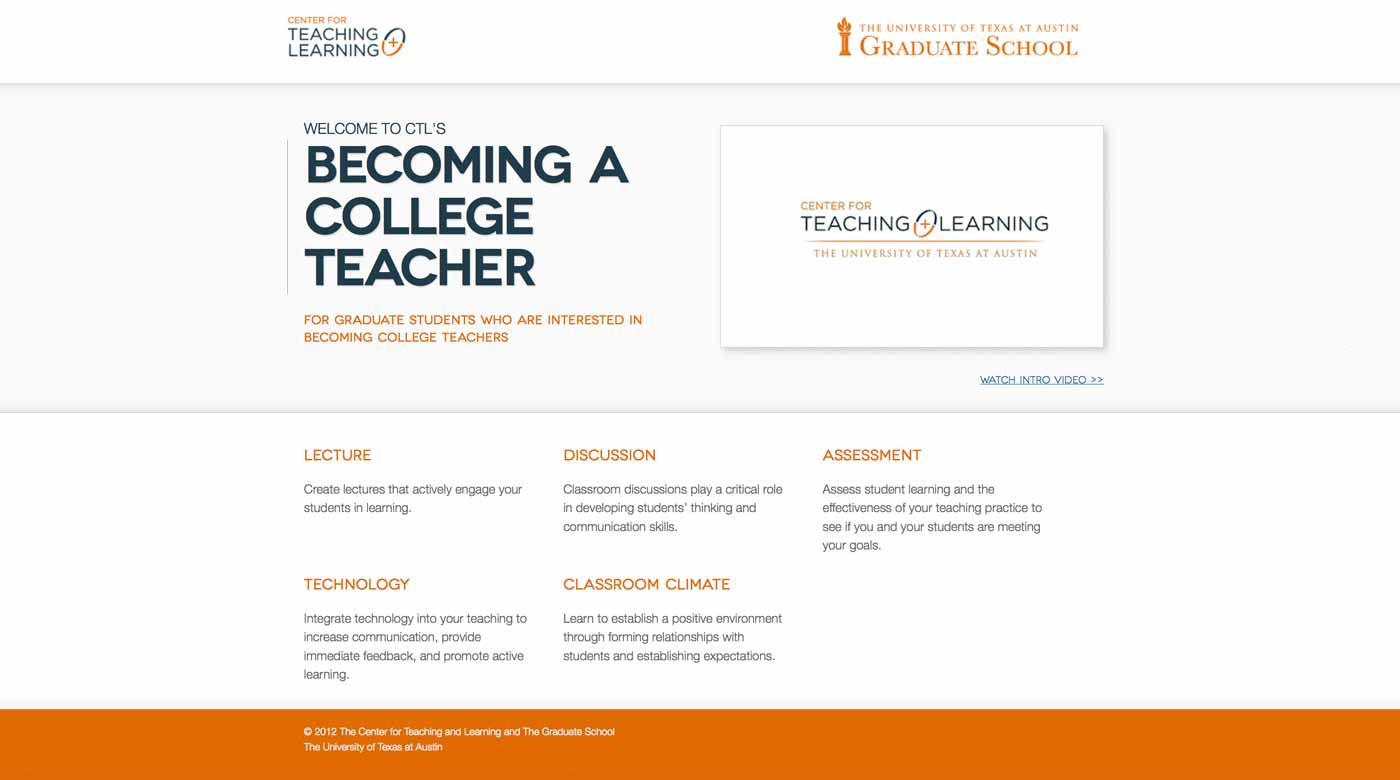 CENTER FOR
TEACHING
LEARNING
THE UNIVERSITY OF TEXAS AT AUSTIN
GRADUATE SCHOOL
WELCOME TO CTL'S
BECOMING A
COLLEGE
TEACHER
FOR GRADUATE STUDENTS WHO ARE INTERESTED IN
BECOMING COLLEGE TEACHERS
CENTER FOR
TEACHING LEARNING
THE UNIVERSITY OF TEXAS AT AUSTIN
WATCH INTRO VIDEO >>
LECTURE
Create lectures that actively engage your
students in learning.
DISCUSSION
Classroom discussions play a critical role
in developing students’ thinking and
communication skills.
ASSESSMENT
Assess student learning and the
effectiveness of your teaching practice to
see if you and your students are meeting
your goals.
TECHNOLOGY
Integrate technology into your teaching to
increase communication, provide
immediate feedback, and promote active
learning.
CLASSROOM CLIMATE
Learn to establish a positive environment
through forming relationships with
students and establishing expectations.
© 2012 The Center for Teaching and Learning and The Graduate School
The University of Texas at Austin